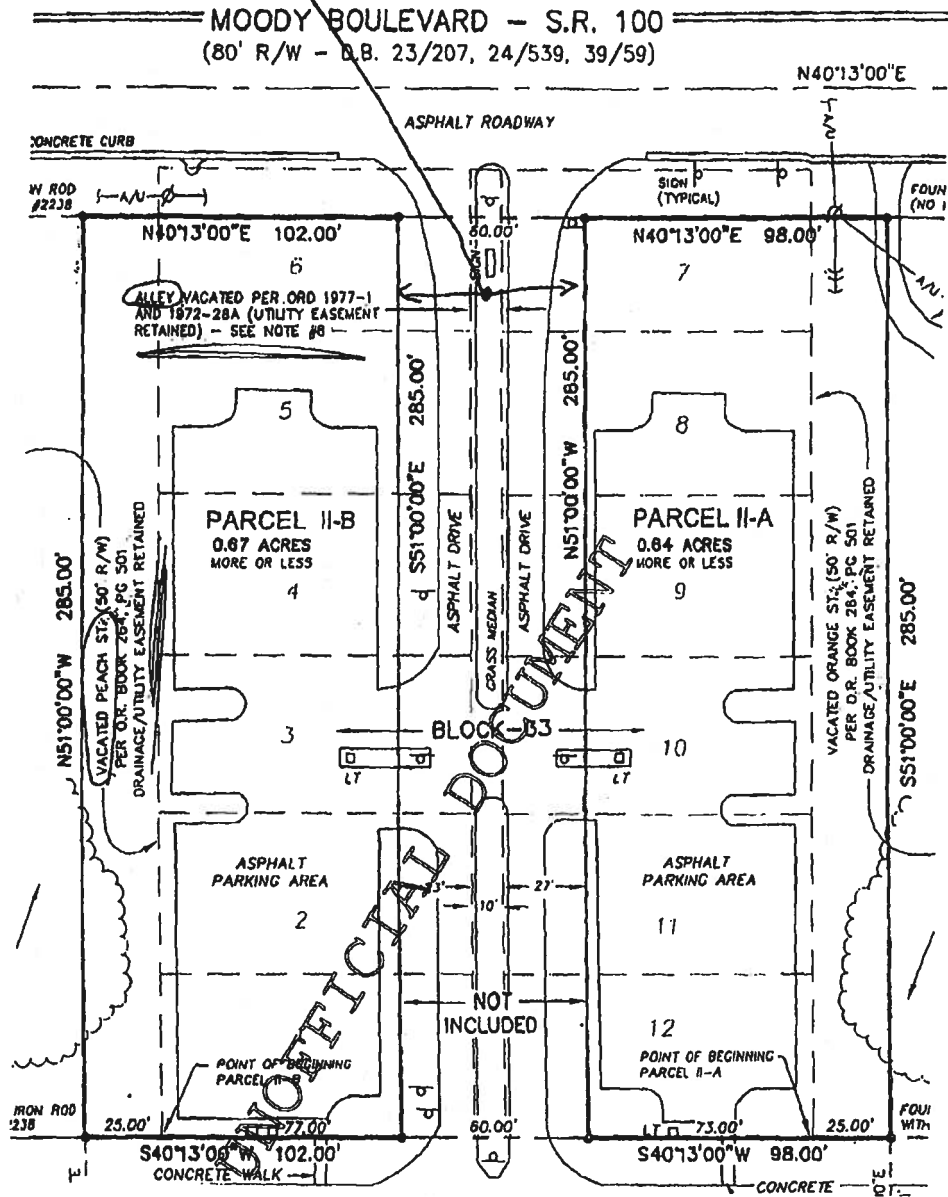 MOODY BOULEVARD - S.R. 100
(80' R/W - D.B. 23/207, 24/539, 39/59)
N40°13'00"E
ASPHALT ROADWAY
CONCRETE CURB
A/U
SIGN
(TYPICAL)
W ROD
#2238
FOUN
N40°13'00"E 102.00'
60.00'
N40°13'00"E 98.00'
6
7
SIGN
A/U
ALLEY VACATED PER ORD 1977-1
AND 1972-28A (UTILITY EASEMENT
RETAINED) - SEE NOTE #6
S51°00'00"E 285.00'
N51°00'00"W 285.00'
5
8
PARCEL II-B
0.67 ACRES
MORE OR LESS
4
PARCEL II-A
0.64 ACRES
MORE OR LESS
9
ASPHALT DRIVE
GRASS MEDIAN
ASPHALT DRIVE
N51°00'00"W 285.00'
VACATED PEACH ST. (50' R/W)
PER O.R. BOOK 264, PG 501
DRAINAGE/UTILITY EASEMENT RETAINED
VACATED ORANGE ST. (50' R/W)
PER O.R. BOOK 264, PG 501
DRAINAGE/UTILITY EASEMENT RETAINED
S51°00'00"E 285.00'
3
BLOCK-
10
LT
LT
ASPHALT
PARKING AREA
2
ASPHALT
PARKING AREA
11
10'
27'
NOT
INCLUDED
12
POINT OF BEGINNING
PARCEL II-B
POINT OF BEGINNING
PARCEL II-A
IRON ROD
238
25.00'
77.00'
60.00'
LT
73.00'
25.00'
FOUI
WITH
S40°13'00"W 102.00'
S40°13'00"W 98.00'
CONCRETE WALK
CONCRETE
UNOFFICIAL DOCUMENT